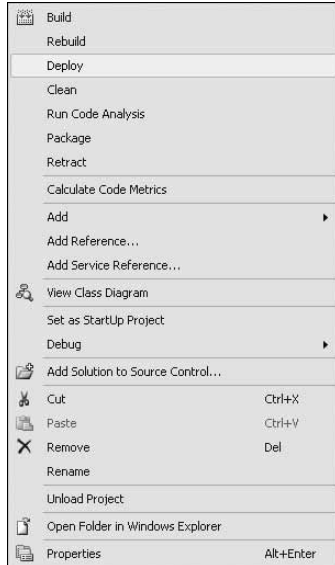 Build
Rebuild
Deploy
Clean
Run Code Analysis
Package
Retract
Calculate Code Metrics
Add
Add Reference...
Add Service Reference...
View Class Diagram
Set as StartUp Project
Debug
Add Solution to Source Control...
Cut Ctrl+X
Paste Ctrl+V
Remove Del
Rename
Unload Project
Open Folder in Windows Explorer
Properties Alt+Enter